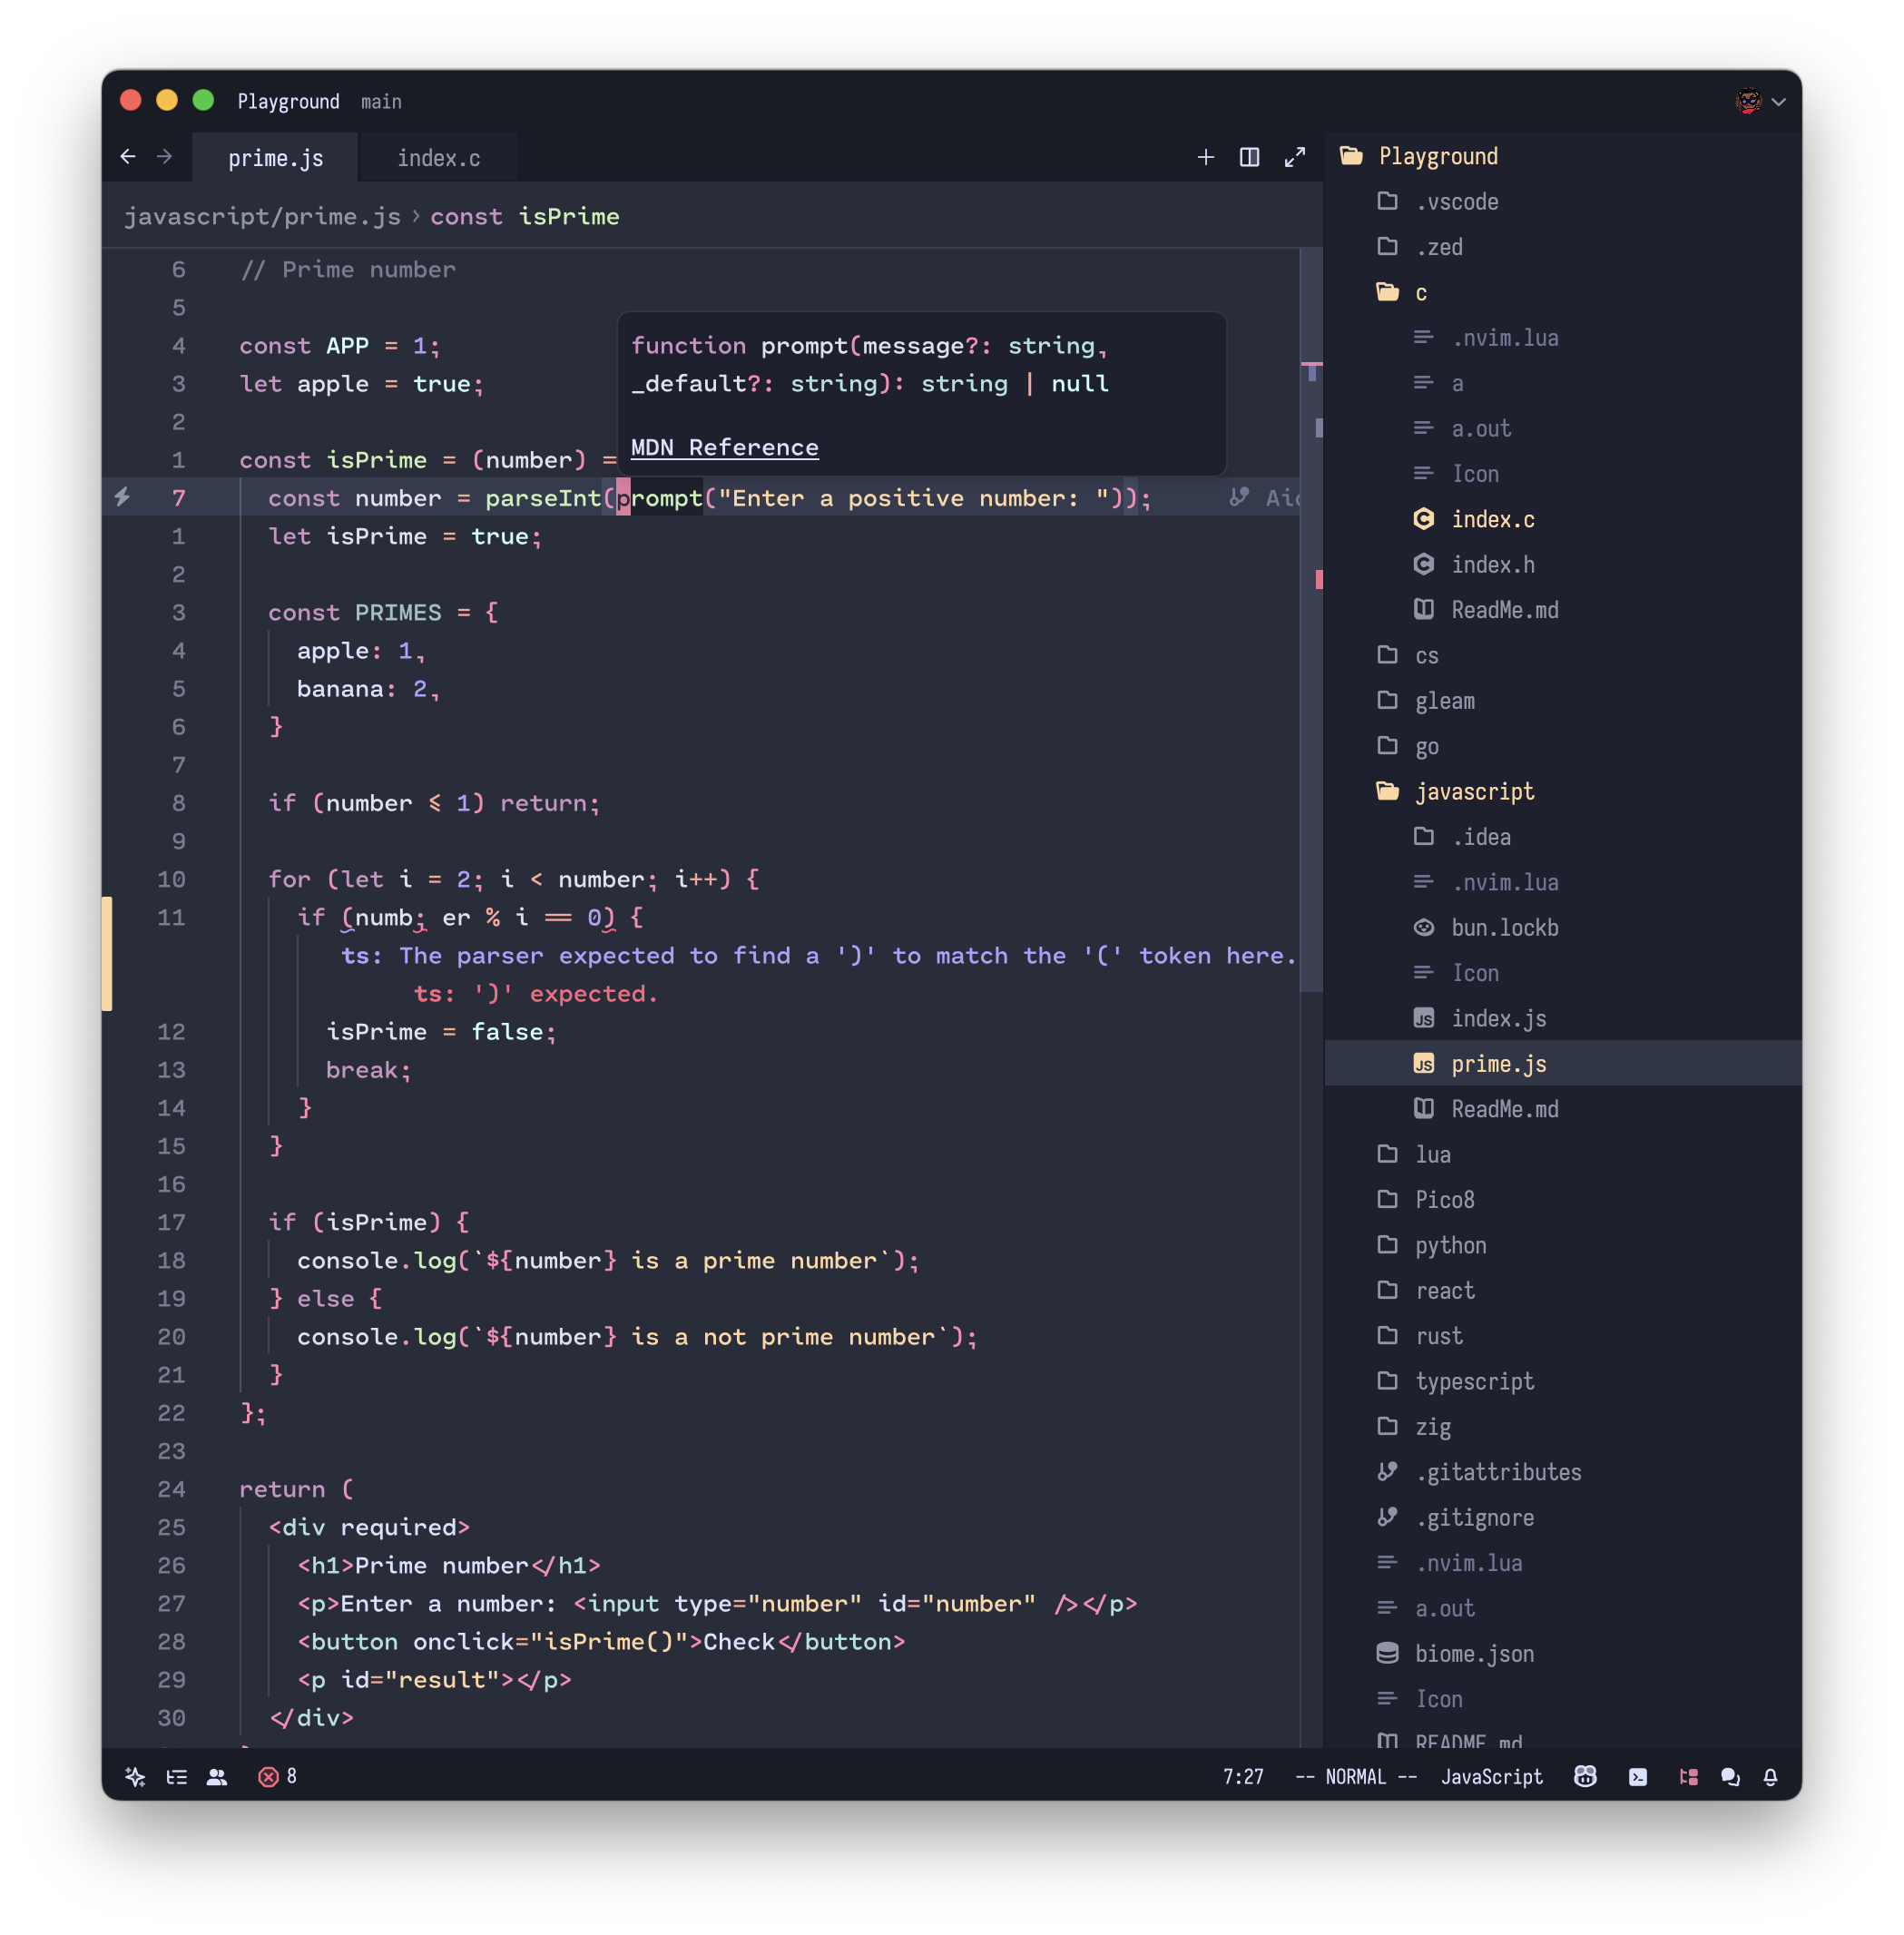 Playground main
prime.js index.c
javascript/prime.js › const isPrime
6 // Prime number
5
4 const APP = 1;
3 let apple = true;
2
1 const isPrime = (number) =
function prompt(message?: string,
_default?: string): string | null
MDN Reference
7 const number = parseInt(prompt("Enter a positive number: "));
1 let isPrime = true;
2
3 const PRIMES = {
4 apple: 1,
5 banana: 2,
6 }
7
8 if (number ≤ 1) return;
9
10 for (let i = 2; i < number; i++) {
11 if (numb; er % i == 0) {
ts: The parser expected to find a ')' to match the '(' token here.
ts: ')' expected.
12 isPrime = false;
13 break;
14 }
15 }
16
17 if (isPrime) {
18 console.log(`${number} is a prime number`);
19 } else {
20 console.log(`${number} is a not prime number`);
21 }
22 };
23
24 return (
25 <div required>
26 <h1>Prime number</h1>
27 <p>Enter a number: <input type="number" id="number" /></p>
28 <button onclick="isPrime()">Check</button>
29 <p id="result"></p>
30 </div>
Playground
.vscode
.zed
c
.nvim.lua
a
a.out
Icon
index.c
index.h
ReadMe.md
cs
gleam
go
javascript
.idea
.nvim.lua
bun.lockb
Icon
JS index.js
JS prime.js
ReadMe.md
lua
Pico8
python
react
rust
typescript
zig
.gitattributes
.gitignore
.nvim.lua
a.out
biome.json
Icon
README.md
8
7:27 -- NORMAL -- JavaScript